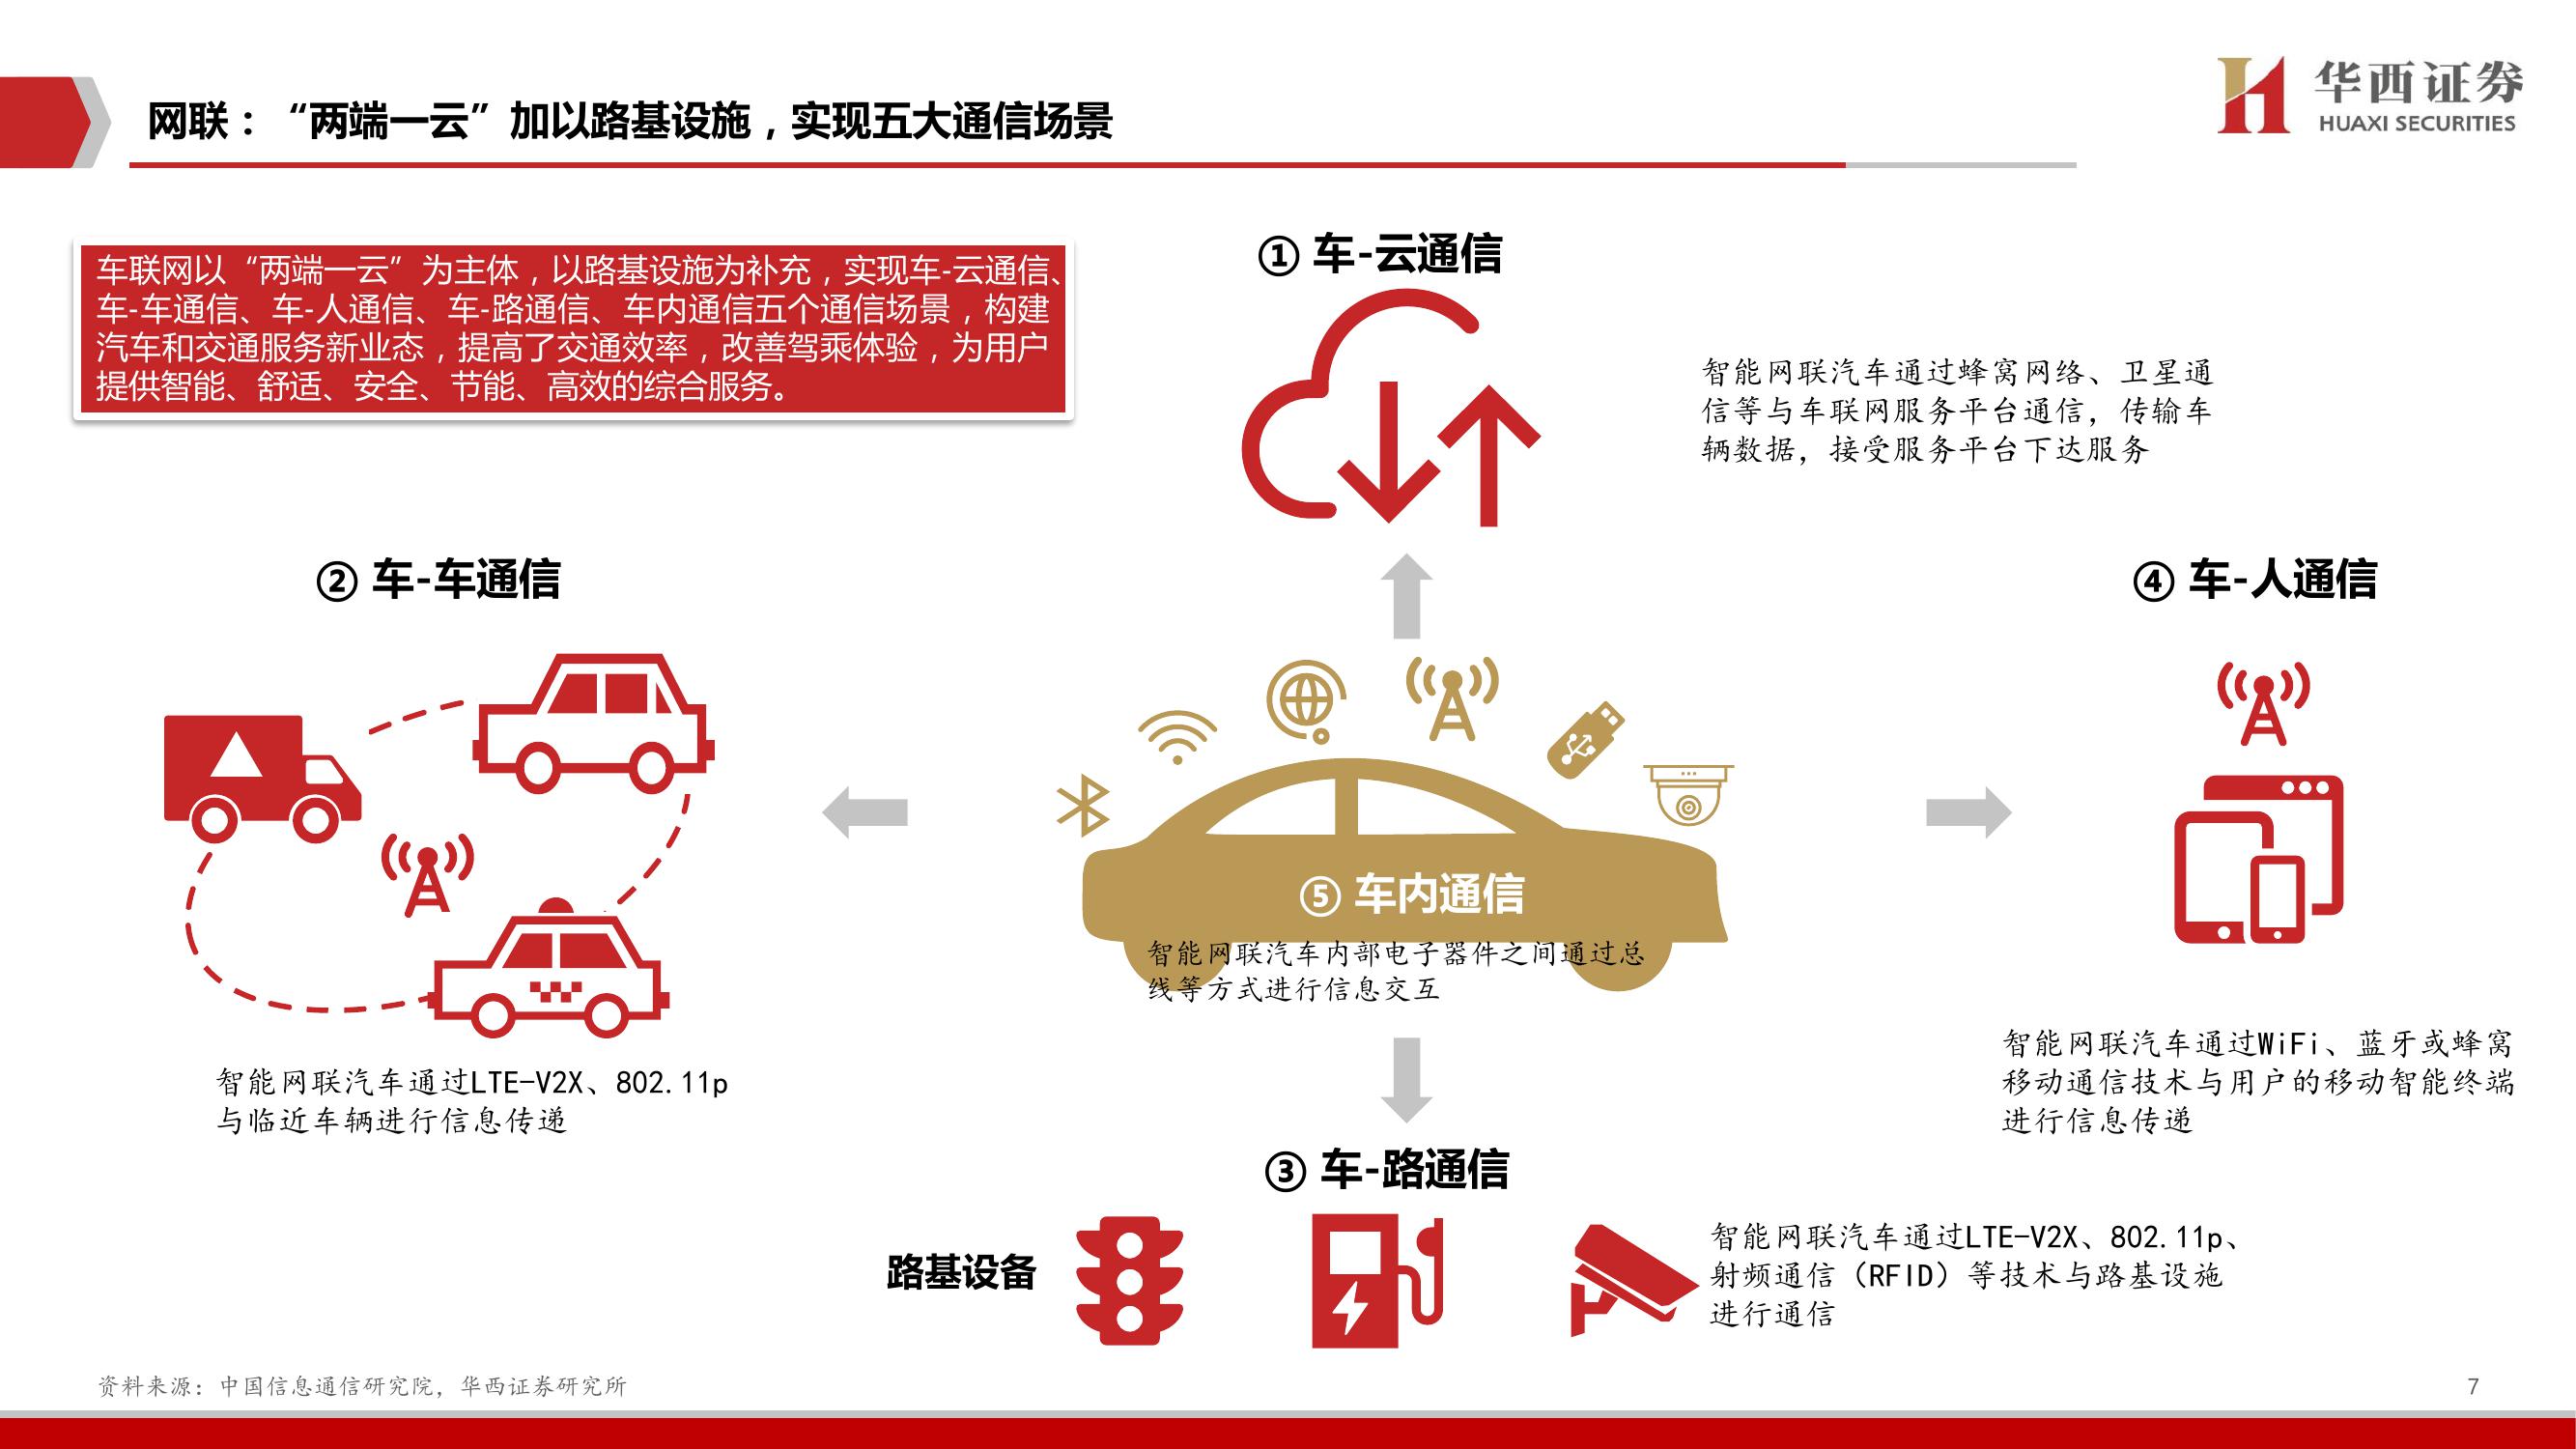 网联：“两端一云”加以路基设施，实现五大通信场景
华西证券
HUAXI SECURITIES
车联网以“两端一云”为主体，以路基设施为补充，实现车-云通信、
车-车通信、车-人通信、车-路通信、车内通信五个通信场景，构建
汽车和交通服务新业态，提高了交通效率，改善驾乘体验，为用户
提供智能、舒适、安全、节能、高效的综合服务。
① 车-云通信
智能网联汽车通过蜂窝网络、卫星通
信等与车联网服务平台通信，传输车
辆数据，接受服务平台下达服务
② 车-车通信
智能网联汽车通过LTE-V2X、802.11p
与临近车辆进行信息传递
④ 车-人通信
智能网联汽车通过WiFi、蓝牙或蜂窝
移动通信技术与用户的移动智能终端
进行信息传递
⑤ 车内通信
智能网联汽车内部电子器件之间通过总
线等方式进行信息交互
③ 车-路通信
路基设备
智能网联汽车通过LTE-V2X、802.11p、
射频通信（RFID）等技术与路基设施
进行通信
资料来源：中国信息通信研究院，华西证券研究所
7